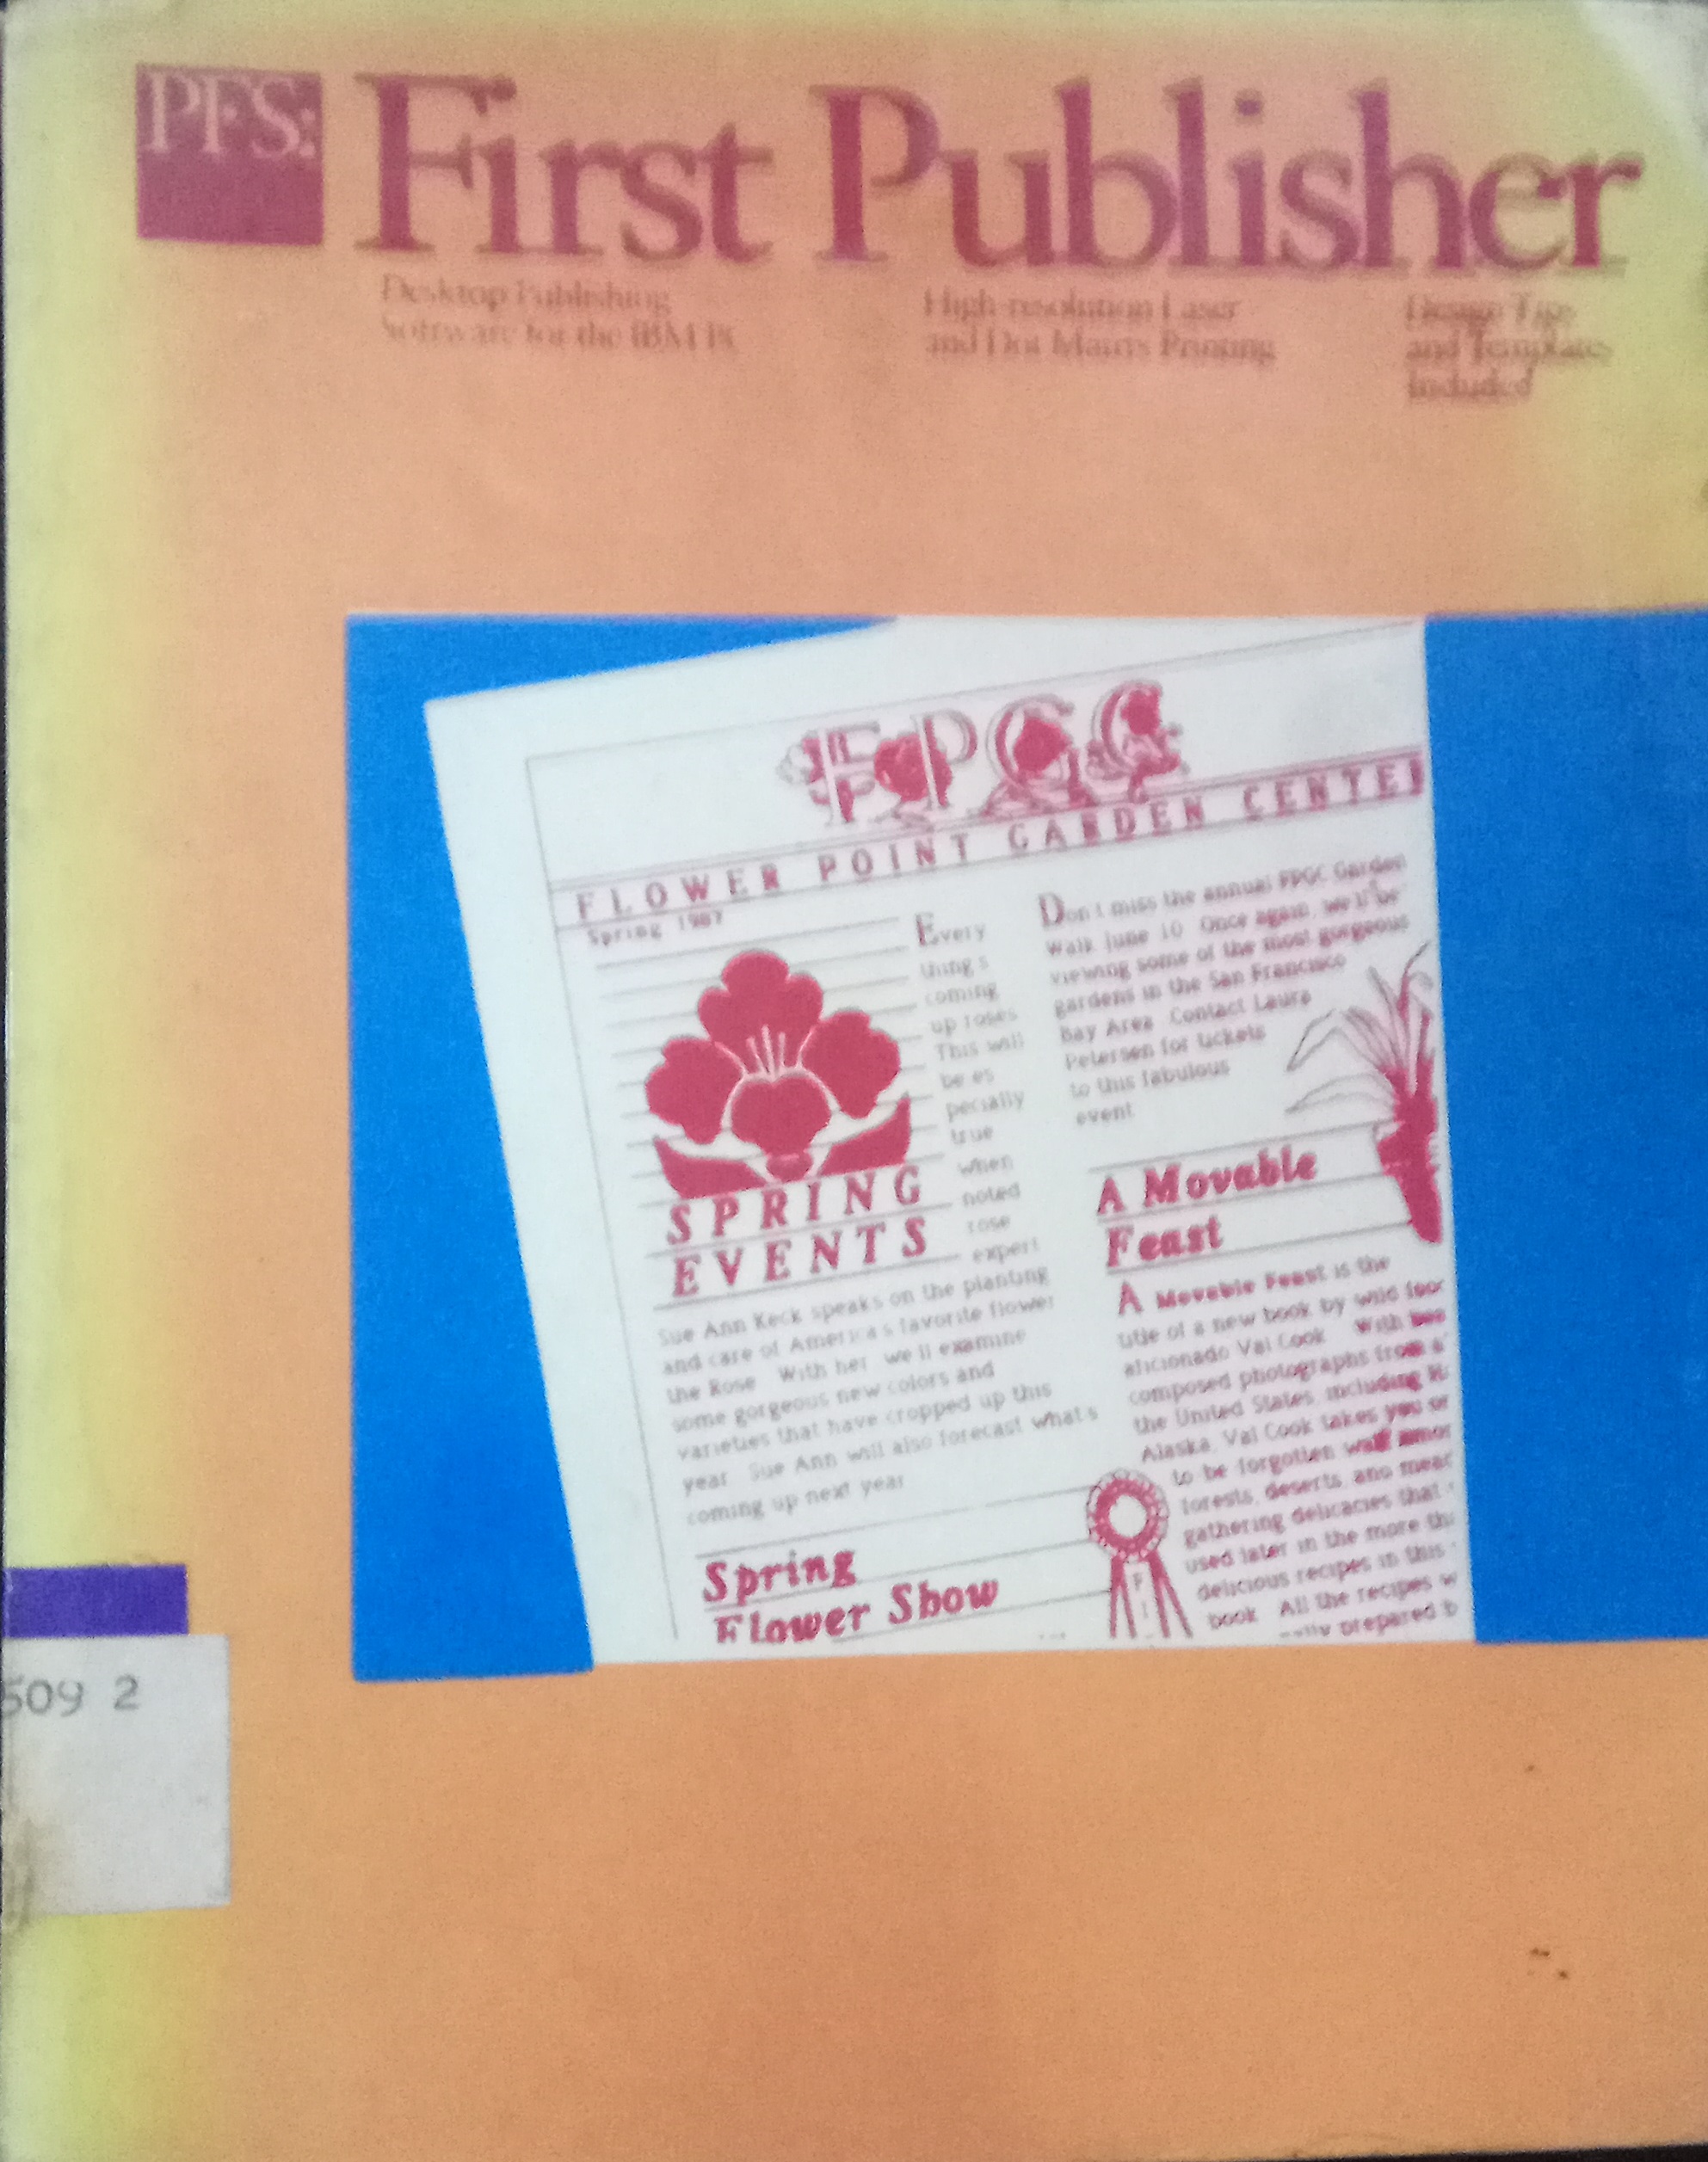 PFS:
First Publisher
Desktop Publishing
Software for the IBM PC
High-resolution Laser
and Dot Matrix Printing
Design Tips
and Templates
Included
FPGC
FLOWER POINT GARDEN CENTER
Spring 1987
Every
things
coming
up roses
This will
be es
pecially
true
when
noted
rose
expert
SPRING
EVENTS
Sue Ann Keck speaks on the planting
and care of America's favorite flower
the Rose With her we'll examine
some gorgeous new colors and
varieties that have cropped up this
year Sue Ann will also forecast what's
coming up next year
Spring
Flower Show
Don't miss the annual FPGC Garden
Walk June 10 Once again, we'll be
viewing some of the most gorgeous
gardens in the San Francisco
Bay Area Contact Laura
Petersen for tickets
to this fabulous
event
A Movable
Feast
A Movable Feast is the
title of a new book by wild
aficionado Val Cook With
composed photographs from
the United States, including
Alaska, Val Cook takes you
to be forgotten walk
forests, deserts, and
gathering delicacies that
used later in the more
delicious recipes in this
book All the recipes
prepared
509 2